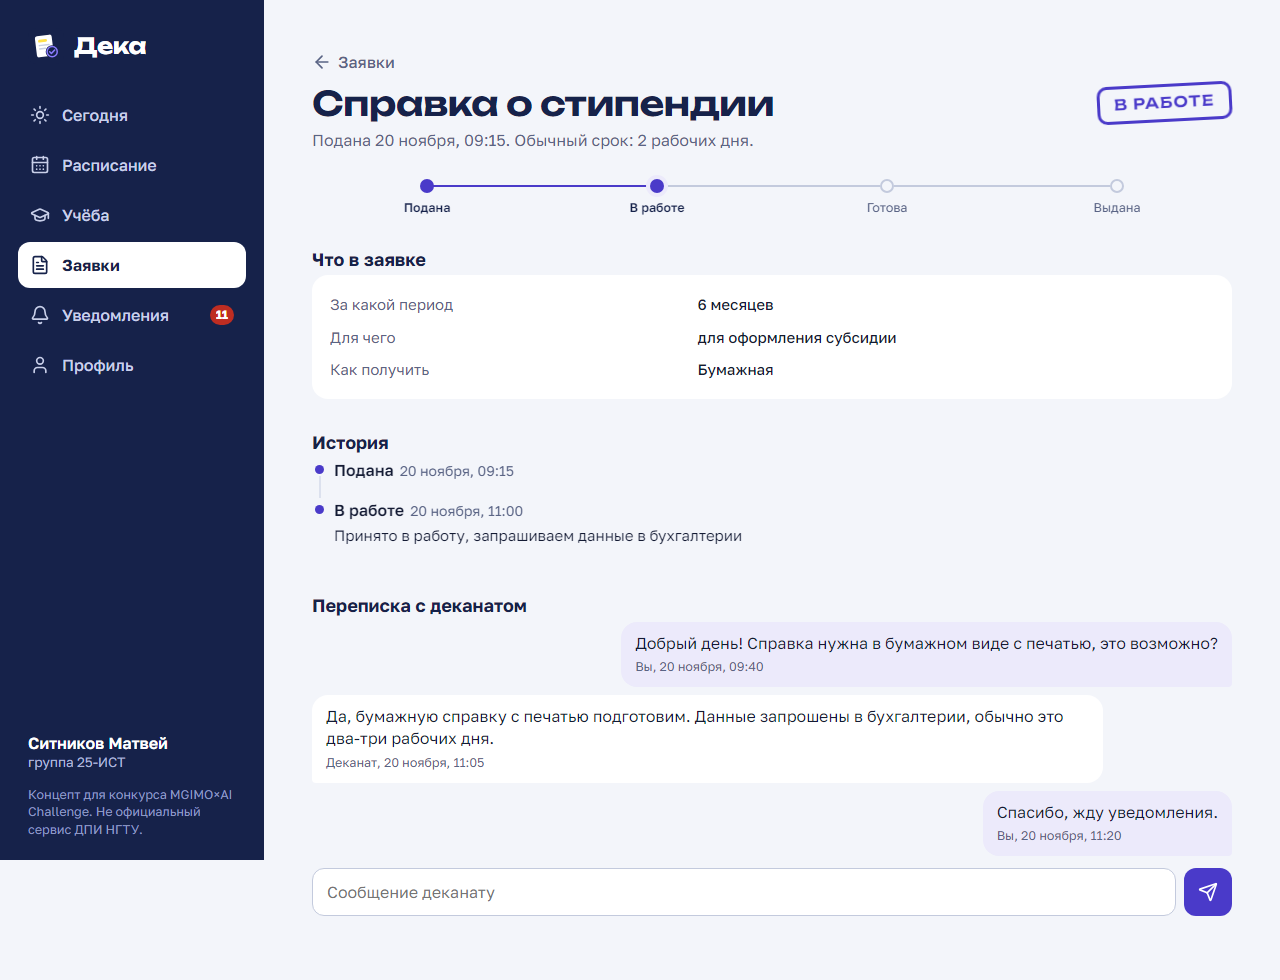 Дека
Сегодня
Расписание
Учёба
Заявки
Уведомления 11
Профиль
Ситников Матвей
группа 25-ИСТ
Концепт для конкурса MGIMO×AI
Challenge. Не официальный
сервис ДПИ НГТУ.
Заявки
Справка о стипендии
В РАБОТЕ
Подана 20 ноября, 09:15. Обычный срок: 2 рабочих дня.
Подана
В работе
Готова
Выдана
Что в заявке
За какой период 6 месяцев
Для чего для оформления субсидии
Как получить Бумажная
История
Подана 20 ноября, 09:15
В работе 20 ноября, 11:00
Принято в работу, запрашиваем данные в бухгалтерии
Переписка с деканатом
Добрый день! Справка нужна в бумажном виде с печатью, это возможно?
Вы, 20 ноября, 09:40
Да, бумажную справку с печатью подготовим. Данные запрошены в бухгалтерии, обычно это
два-три рабочих дня.
Деканат, 20 ноября, 11:05
Спасибо, жду уведомления.
Вы, 20 ноября, 11:20
Сообщение деканату